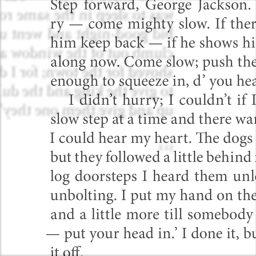 Step forward, George Jackson.
ry — come mighty slow. If ther
him keep back — if he shows hi
along now. Come slow; push the
enough to squeeze in, d' you hea
I didn't hurry; I couldn't if I
slow step at a time and there wa
I could hear my heart. The dogs
but they followed a little behind
log doorsteps I heard them unl
unbolting. I put my hand on the
and a little more till somebody
— put your head in.' I done it, bu
it off.